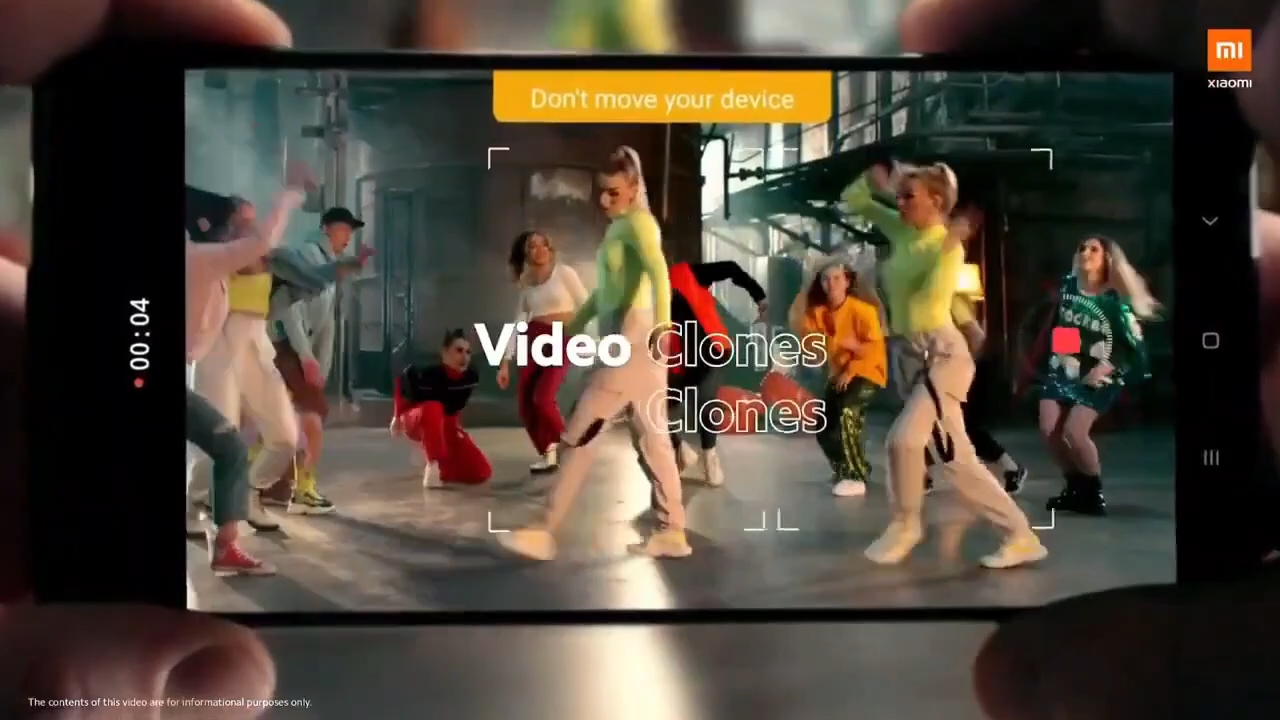 Don't move your device
mi
xiaomi
00:04
Video Clones
Clones
The contents of this video are for informational purposes only.